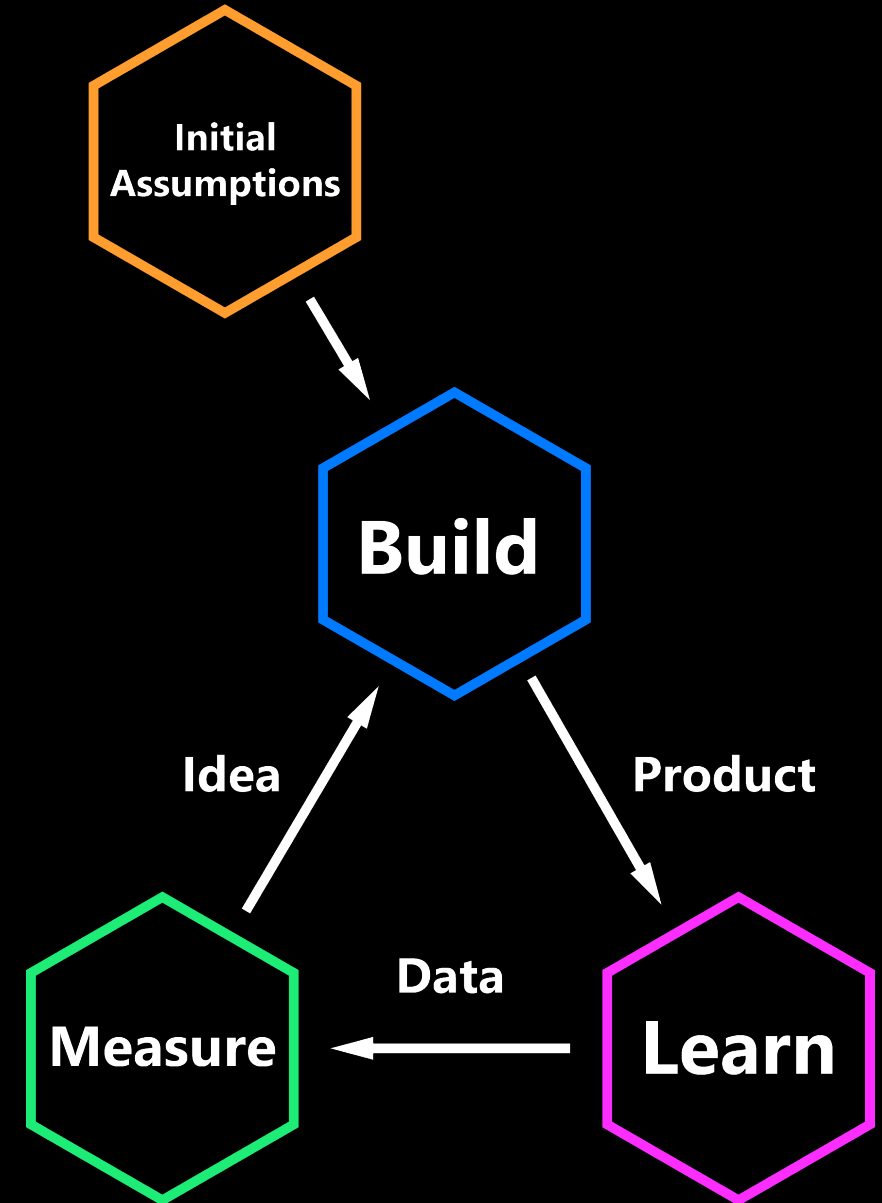 Initial
Assumptions
Build
Idea
Product
Data
Measure
Learn